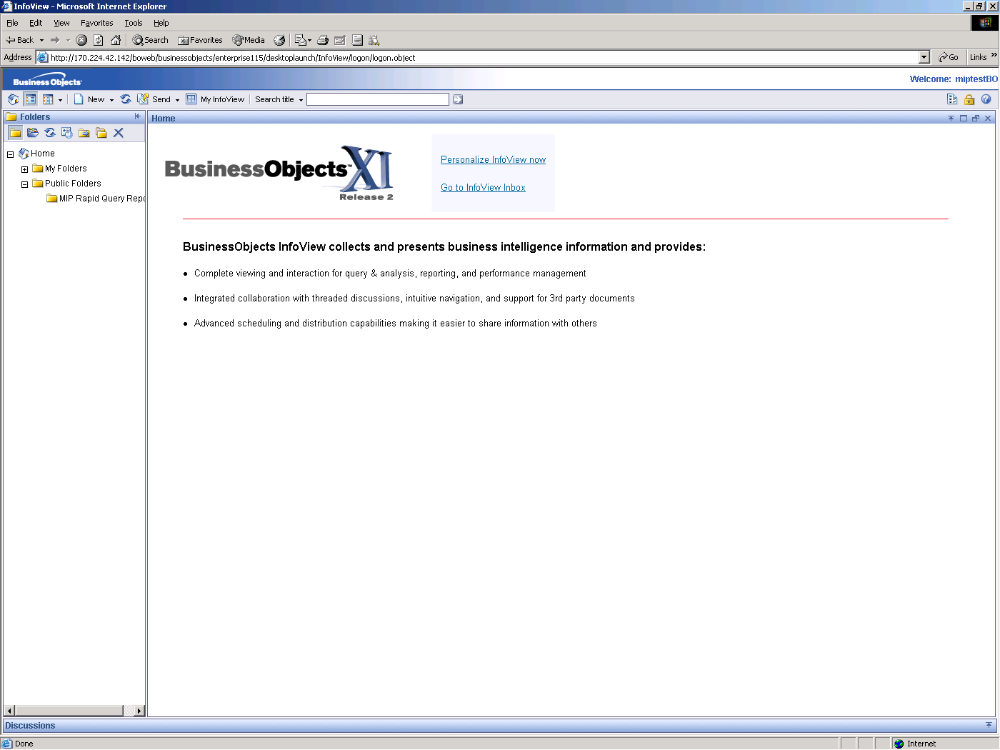 InfoView - Microsoft Internet Explorer
File Edit View Favorites Tools Help
Back Search Favorites Media
Address http://170.224.42.142/boweb/businessobjects/enterprise115/desktoplaunch/InfoView/logon/logon.object Go Links »
Business Objects
Welcome: miptestBO
New Send My InfoView Search title
Folders
Home
Home
My Folders
Public Folders
MIP Rapid Query Repo
BusinessObjects™ XI
Release 2
Personalize InfoView now
Go to InfoView Inbox
BusinessObjects InfoView collects and presents business intelligence information and provides:
• Complete viewing and interaction for query & analysis, reporting, and performance management
• Integrated collaboration with threaded discussions, intuitive navigation, and support for 3rd party documents
• Advanced scheduling and distribution capabilities making it easier to share information with others
Discussions
Done Internet